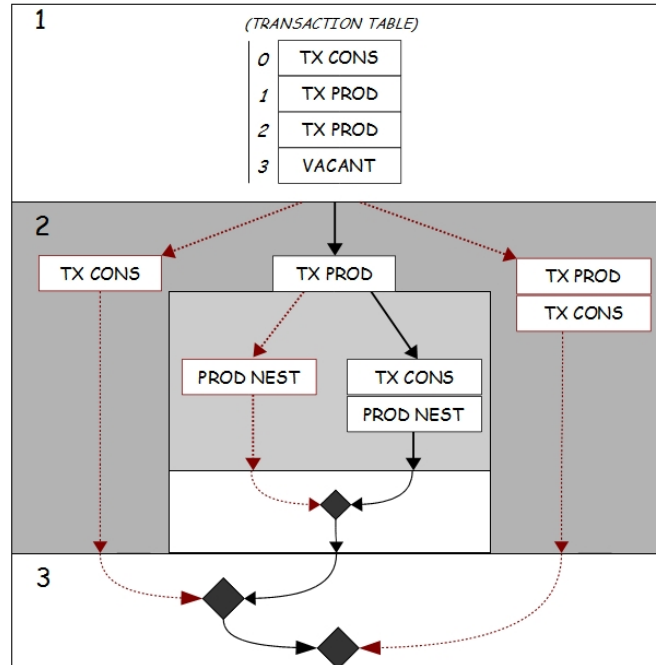 1
(TRANSACTION TABLE)
0 TX CONS
1 TX PROD
2 TX PROD
3 VACANT
2
TX CONS
TX PROD
TX PROD
TX CONS
PROD NEST
TX CONS
PROD NEST
3